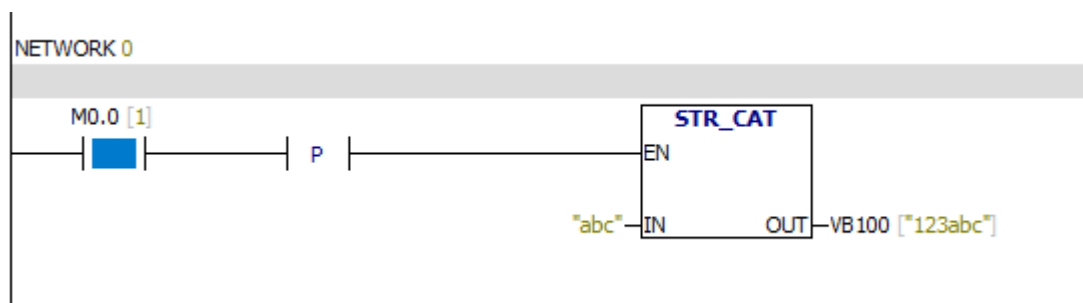 NETWORK 0
M0.0 [1]
STR_CAT
P
EN
"abc" IN OUT VB100 ["123abc"]